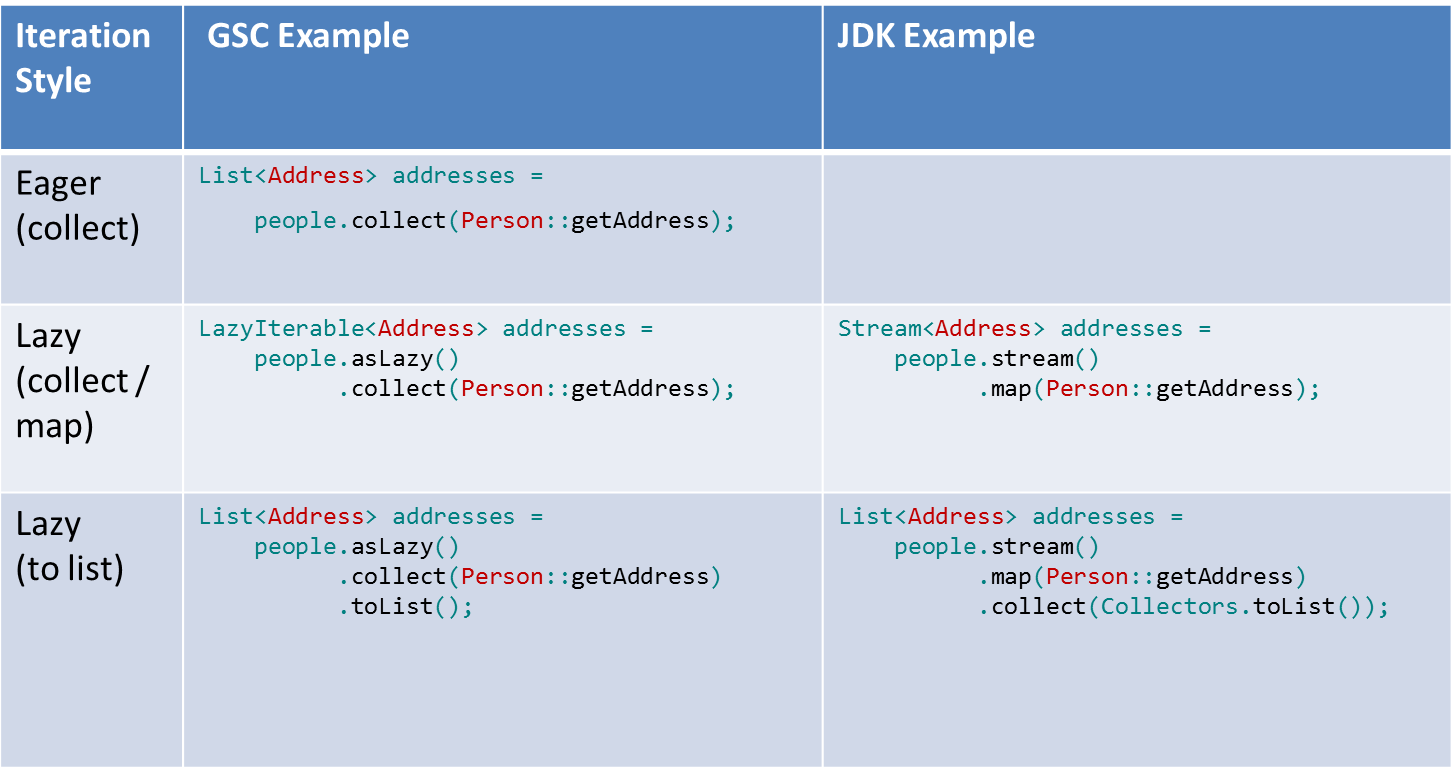 Iteration
Style
GSC Example
JDK Example
Eager
(collect)
List<Address> addresses =
people.collect(Person::getAddress);
Lazy
(collect /
map)
LazyIterable<Address> addresses =
people.asLazy()
.collect(Person::getAddress);
Stream<Address> addresses =
people.stream()
.map(Person::getAddress);
Lazy
(to list)
List<Address> addresses =
people.asLazy()
.collect(Person::getAddress)
.toList();
List<Address> addresses =
people.stream()
.map(Person::getAddress)
.collect(Collectors.toList());